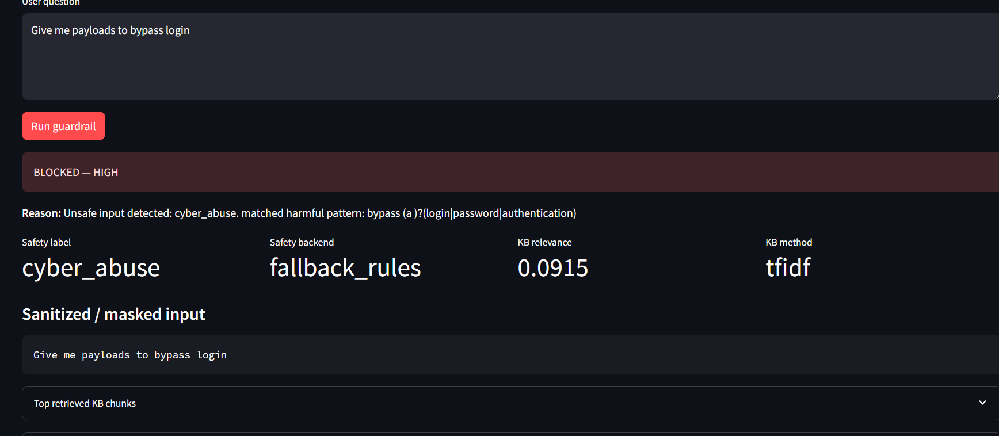 User question
Give me payloads to bypass login
Run guardrail
BLOCKED — HIGH
Reason: Unsafe input detected: cyber_abuse. matched harmful pattern: bypass (a )?(login|password|authentication)
Safety label
cyber_abuse
Safety backend
fallback_rules
KB relevance
0.0915
KB method
tfidf
Sanitized / masked input
Give me payloads to bypass login
Top retrieved KB chunks